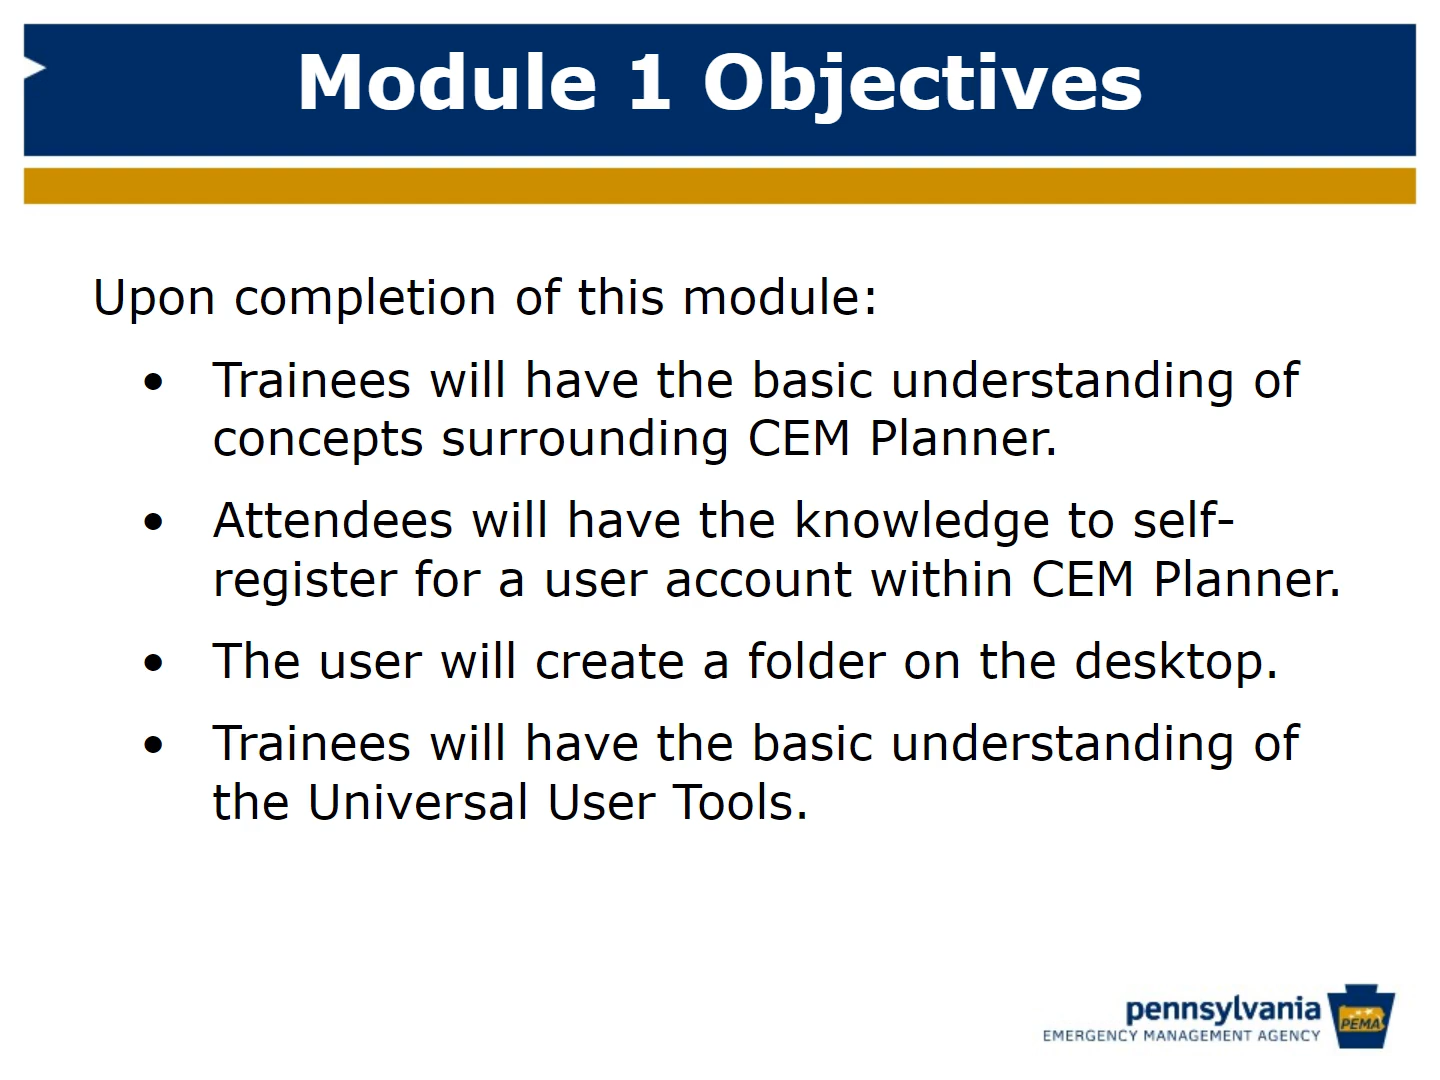 Module 1 Objectives
Upon completion of this module:
• Trainees will have the basic understanding of
concepts surrounding CEM Planner.
• Attendees will have the knowledge to self-
register for a user account within CEM Planner.
• The user will create a folder on the desktop.
• Trainees will have the basic understanding of
the Universal User Tools.
pennsylvania
EMERGENCY MANAGEMENT AGENCY
PEMA